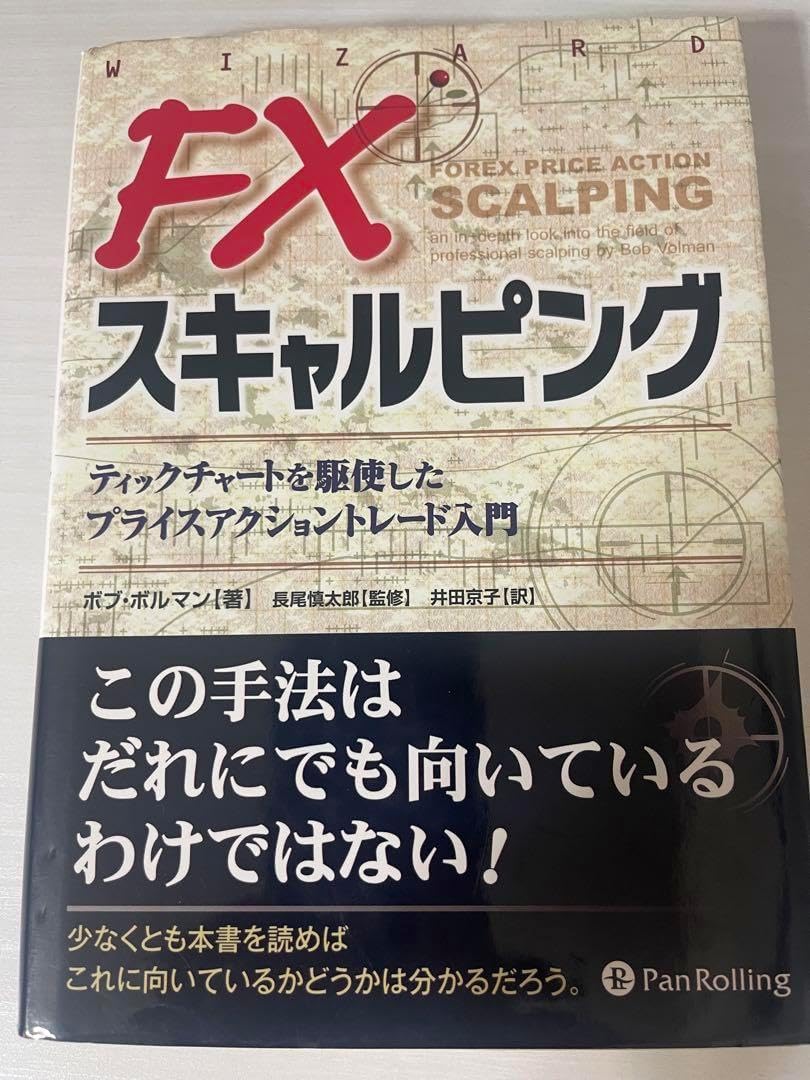 WIZARD
FX
FOREX PRICE ACTION
SCALPING
an in-depth look into the field of
professional scalping by Bob Volman
スキャルピング
ティックチャートを駆使した
プライスアクショントレード入門
ボブ・ボルマン【著】 長尾慎太郎【監修】 井田京子【訳】
この手法は
だれにでも向いている
わけではない!
少なくとも本書を読めば
これに向いているかどうかは分かるだろう。
PanRolling